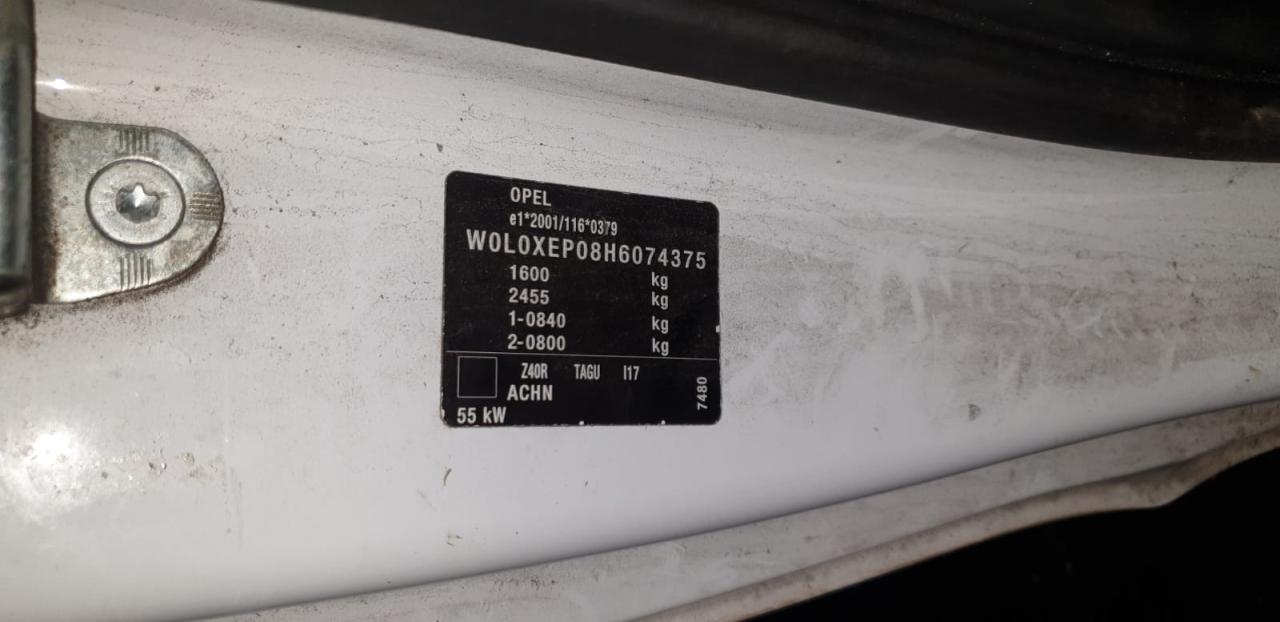 OPEL
e1*2001/116*0379
W0L0XEP08H6074375
1600 kg
2455 kg
1-0840 kg
2-0800 kg
Z40R TAGU I17
ACHN
7480
55 kW